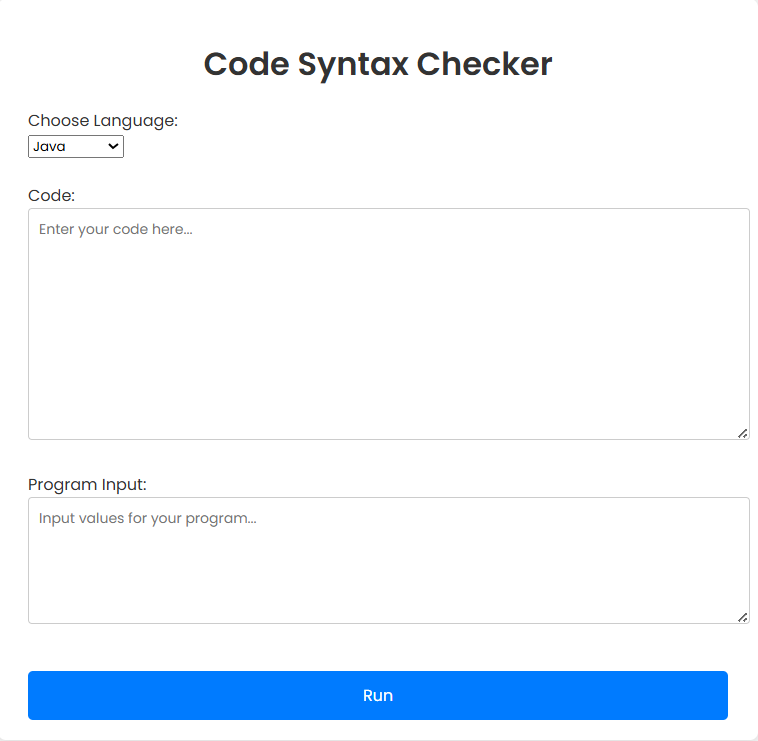 Code Syntax Checker
Choose Language:
Java
Code:
Enter your code here...
Program Input:
Input values for your program...
Run